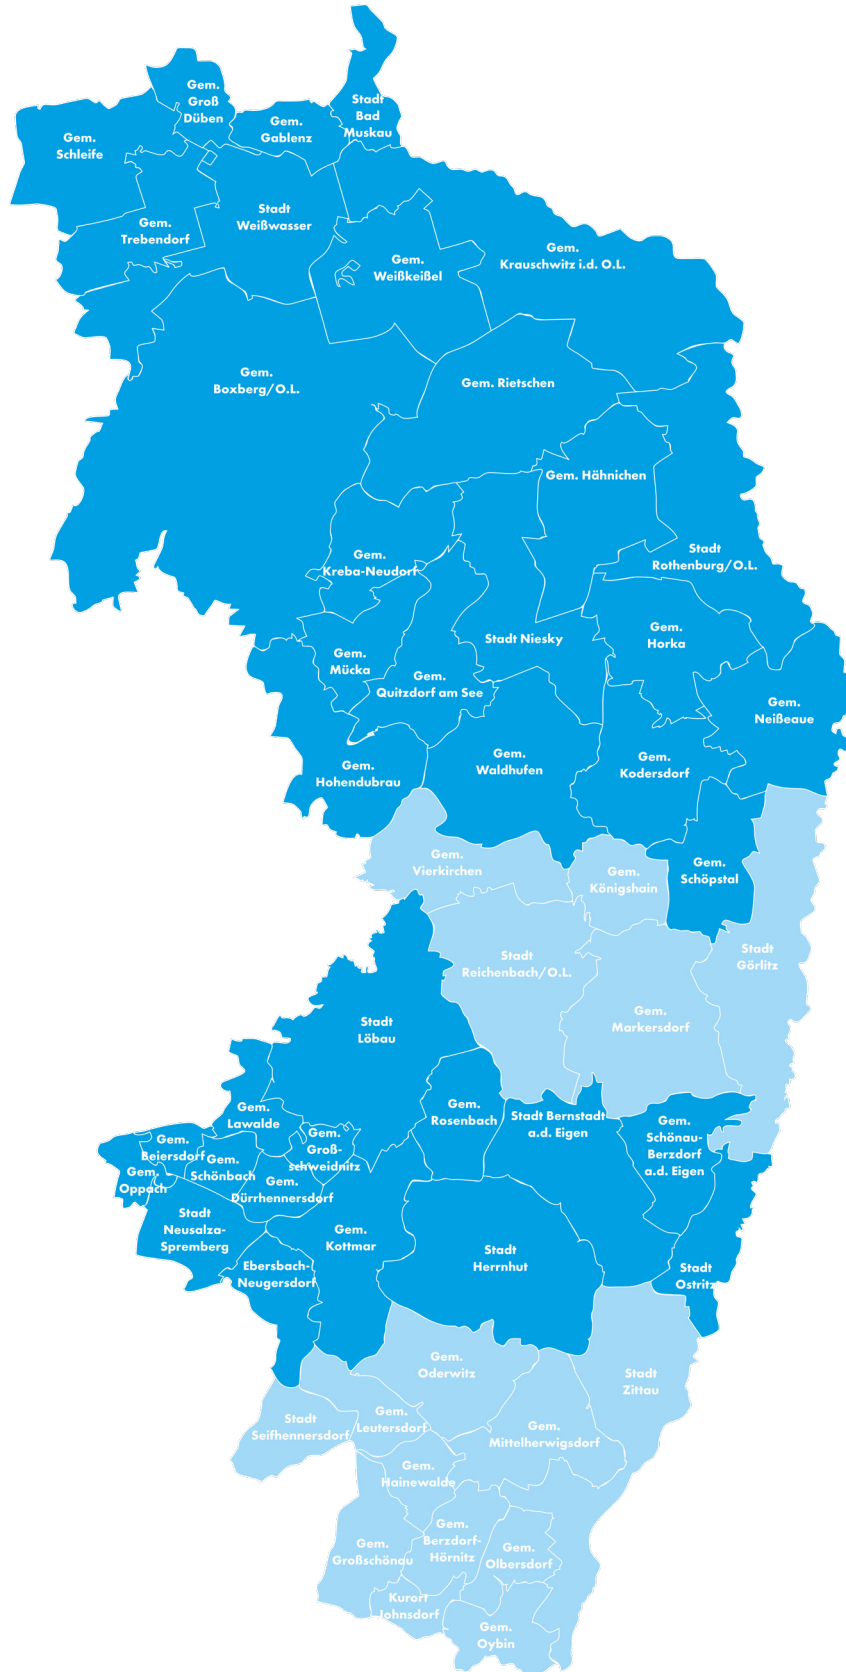 Gem.
Groß
Düben
Stadt
Bad
Muskau
Gem.
Gablenz
Gem.
Schleife
Gem.
Trebendorf
Stadt
Weißwasser
Gem.
Weißkeißel
Gem.
Krauschwitz i.d. O.L.
Gem.
Boxberg/O.L.
Gem. Rietschen
Gem. Hähnichen
Stadt
Rothenburg/O.L.
Gem.
Kreba-Neudorf
Gem.
Mücka
Gem.
Quitzdorf am See
Stadt Niesky
Gem.
Horka
Gem.
Neißeaue
Gem.
Hohendubrau
Gem.
Waldhufen
Gem.
Kodersdorf
Gem.
Vierkirchen
Gem.
Königshain
Gem.
Schöpstal
Stadt
Reichenbach/O.L.
Stadt
Görlitz
Gem.
Markersdorf
Stadt
Löbau
Gem.
Lawalde
Gem.
Rosenbach
Stadt Bernstadt
a.d. Eigen
Gem.
Schönau-
Berzdorf
a.d. Eigen
Gem.
Beiersdorf
Gem.
Groß-
schweidnitz
Gem.
Oppach
Gem.
Schönbach
Gem.
Dürrhennersdorf
Stadt
Neusalza-
Spremberg
Gem.
Kottmar
Stadt
Herrnhut
Ebersbach-
Neugersdorf
Stadt
Ostritz
Gem.
Oderwitz
Stadt
Zittau
Stadt
Seifhennersdorf
Gem.
Leutersdorf
Gem.
Mittelherwigsdorf
Gem.
Hainewalde
Gem.
Großschönau
Gem.
Berzdorf-
Hörnitz
Gem.
Olbersdorf
Kurort
Johnsdorf
Gem.
Oybin